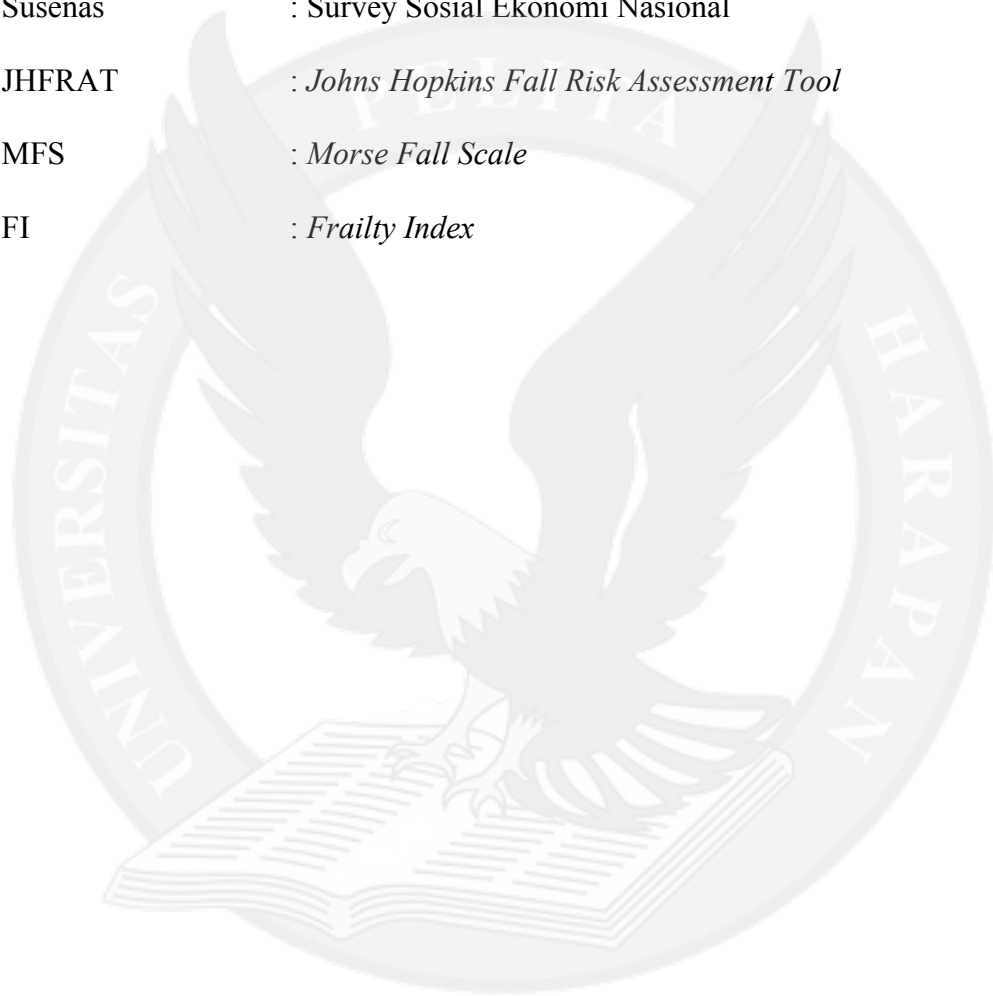 Susenas : Survey Sosial Ekonomi Nasional
JHFRAT : Johns Hopkins Fall Risk Assessment Tool
MFS : Morse Fall Scale
FI : Frailty Index
UNIVERSITAS PELITA HARAPAN